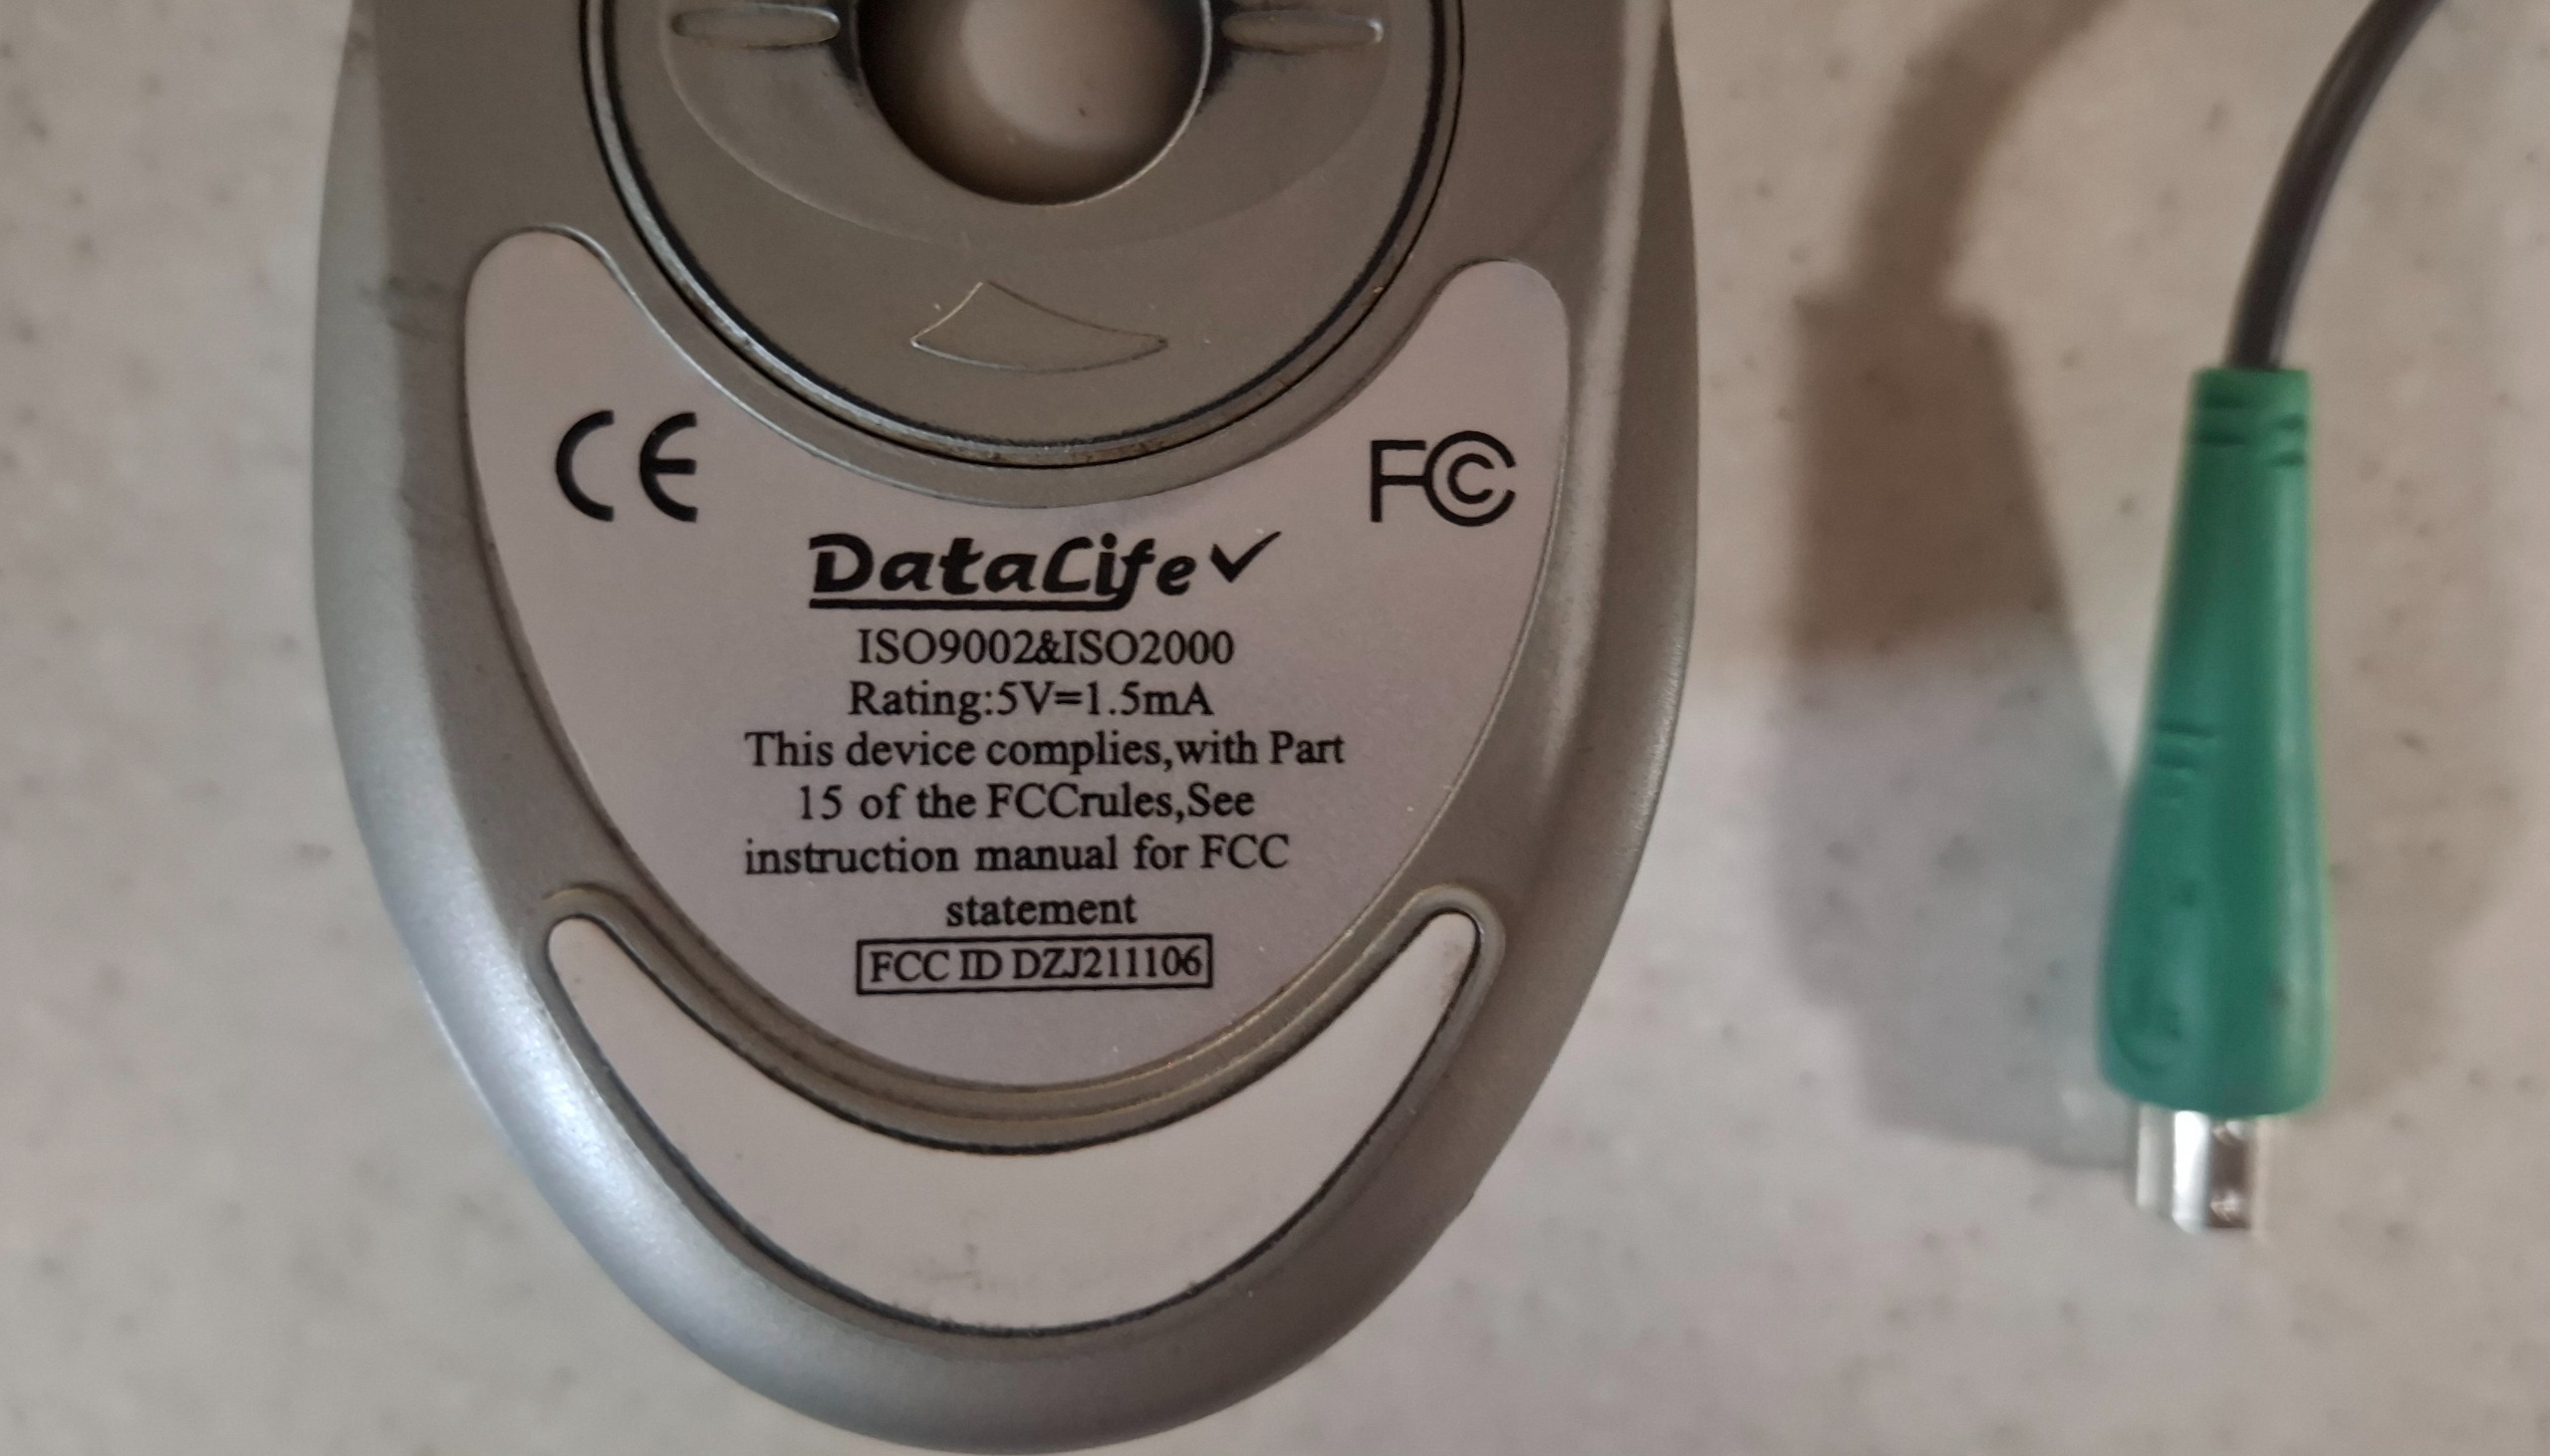 CE
FCC
DataLife
ISO9002&ISO2000
Rating:5V=1.5mA
This device complies,with Part
15 of the FCCrules,See
instruction manual for FCC
statement
FCC ID DZJ211106